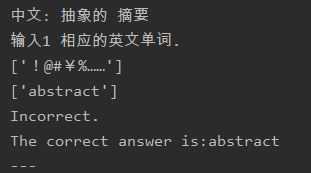 中文: 抽象的 摘要
输入1 相应的英文单词.
['！@#￥%……']
['abstract']
Incorrect.
The correct answer is:abstract
---